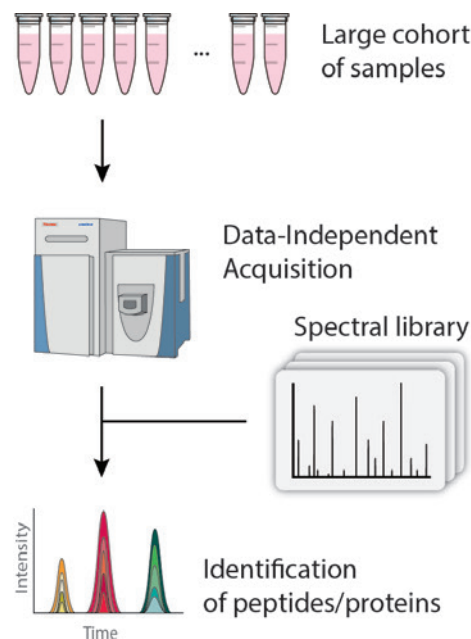 ...
Large cohort
of samples
Data-Independent
Acquisition
Spectral library
Intensity
Time
Identification
of peptides/proteins